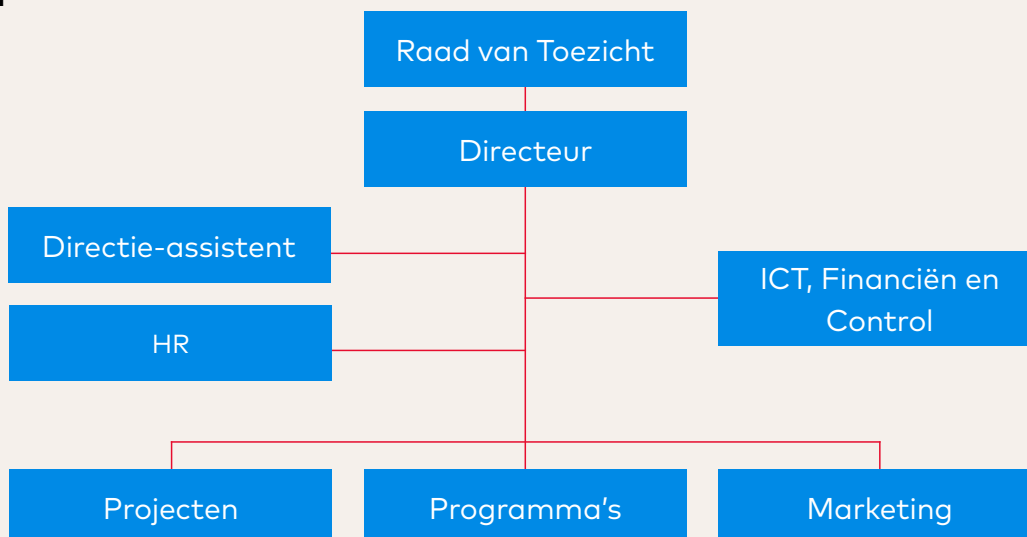 Raad van Toezicht
Directeur
Directie-assistent
ICT, Financiën en
Control
HR
Projecten
Programma's
Marketing